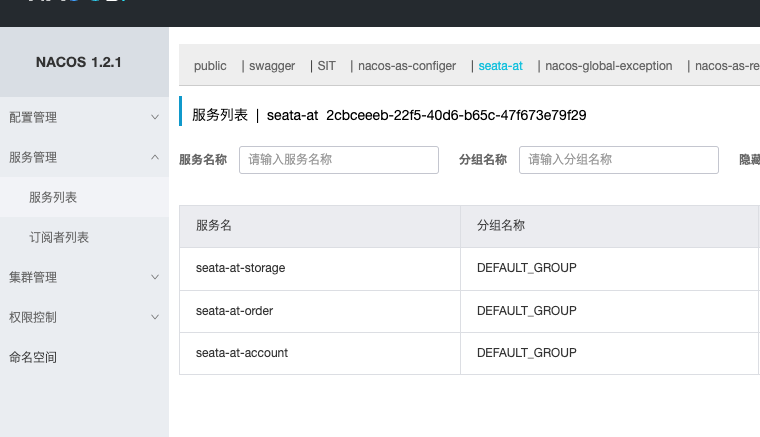 NACOS 1.2.1
配置管理
服务管理
服务列表
订阅者列表
集群管理
权限控制
命名空间
public | swagger | SIT | nacos-as-configer | seata-at | nacos-global-exception | nacos-as-re
服务列表 | seata-at 2cbceeeb-22f5-40d6-b65c-47f673e79f29
服务名称 请输入服务名称 分组名称 请输入分组名称 隐藏
服务名 分组名称
seata-at-storage DEFAULT_GROUP
seata-at-order DEFAULT_GROUP
seata-at-account DEFAULT_GROUP